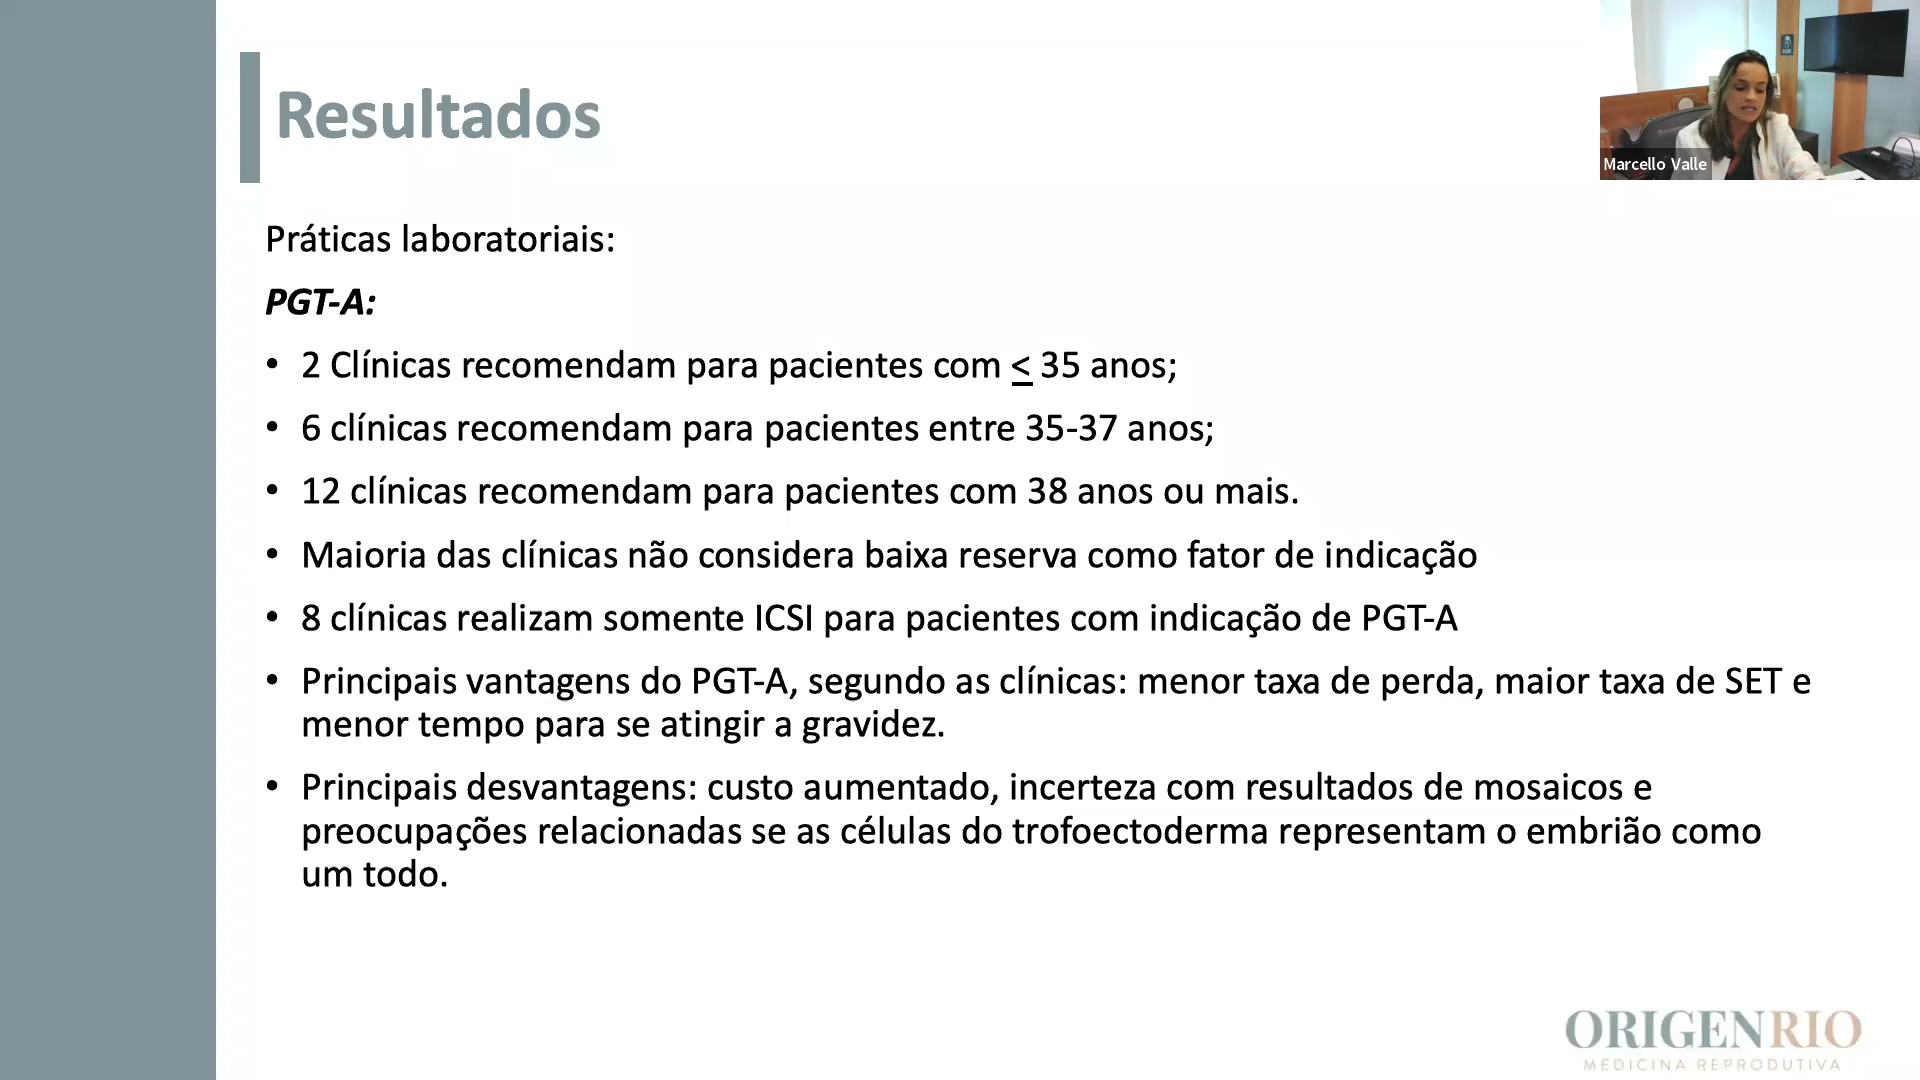 Resultados
Marcello Valle
Práticas laboratoriais:
PGT-A:
• 2 Clínicas recomendam para pacientes com < 35 anos;
• 6 clínicas recomendam para pacientes entre 35-37 anos;
• 12 clínicas recomendam para pacientes com 38 anos ou mais.
• Maioria das clínicas não considera baixa reserva como fator de indicação
• 8 clínicas realizam somente ICSI para pacientes com indicação de PGT-A
• Principais vantagens do PGT-A, segundo as clínicas: menor taxa de perda, maior taxa de SET e
menor tempo para se atingir a gravidez.
• Principais desvantagens: custo aumentado, incerteza com resultados de mosaicos e
preocupações relacionadas se as células do trofoectoderma representam o embrião como
um todo.
ORIGENRIO
MEDICINA REPRODUTIVA